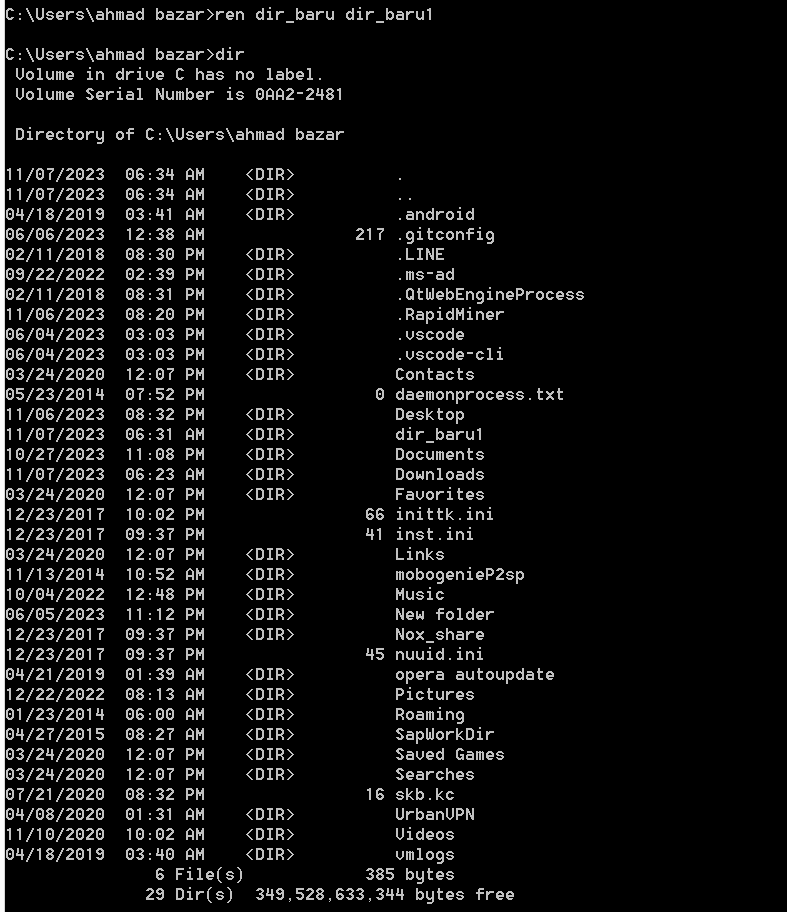 C:\Users\ahmad bazar>ren dir_baru dir_baru1
C:\Users\ahmad bazar>dir
 Volume in drive C has no label.
 Volume Serial Number is 0AA2-2481
 Directory of C:\Users\ahmad bazar
11/07/2023  06:34 AM    <DIR>          .
11/07/2023  06:34 AM    <DIR>          ..
04/18/2019  03:41 AM    <DIR>          .android
06/06/2023  12:38 AM               217 .gitconfig
02/11/2018  08:30 PM    <DIR>          .LINE
09/22/2022  02:39 PM    <DIR>          .ms-ad
02/11/2018  08:31 PM    <DIR>          .QtWebEngineProcess
11/06/2023  08:20 PM    <DIR>          .RapidMiner
06/04/2023  03:03 PM    <DIR>          .vscode
06/04/2023  03:03 PM    <DIR>          .vscode-cli
03/24/2020  12:07 PM    <DIR>          Contacts
05/23/2014  07:52 PM                 0 daemonprocess.txt
11/06/2023  08:32 PM    <DIR>          Desktop
11/07/2023  06:31 AM    <DIR>          dir_baru1
10/27/2023  11:08 PM    <DIR>          Documents
11/07/2023  06:23 AM    <DIR>          Downloads
03/24/2020  12:07 PM    <DIR>          Favorites
12/23/2017  10:02 PM                66 inittk.ini
12/23/2017  09:37 PM                41 inst.ini
03/24/2020  12:07 PM    <DIR>          Links
11/13/2014  10:52 AM    <DIR>          mobogenieP2sp
10/04/2022  12:48 PM    <DIR>          Music
06/05/2023  11:12 PM    <DIR>          New folder
12/23/2017  09:37 PM    <DIR>          Nox_share
12/23/2017  09:37 PM                45 nuuid.ini
04/21/2019  01:39 AM    <DIR>          opera autoupdate
12/22/2022  08:13 AM    <DIR>          Pictures
01/23/2014  06:00 AM    <DIR>          Roaming
04/27/2015  08:27 AM    <DIR>          SapWorkDir
03/24/2020  12:07 PM    <DIR>          Saved Games
03/24/2020  12:07 PM    <DIR>          Searches
07/21/2020  08:32 PM                16 skb.kc
04/08/2020  01:31 AM    <DIR>          UrbanVPN
11/10/2020  10:02 AM    <DIR>          Videos
04/18/2019  03:40 AM    <DIR>          vmlogs
               6 File(s)            385 bytes
              29 Dir(s)  349,528,633,344 bytes free